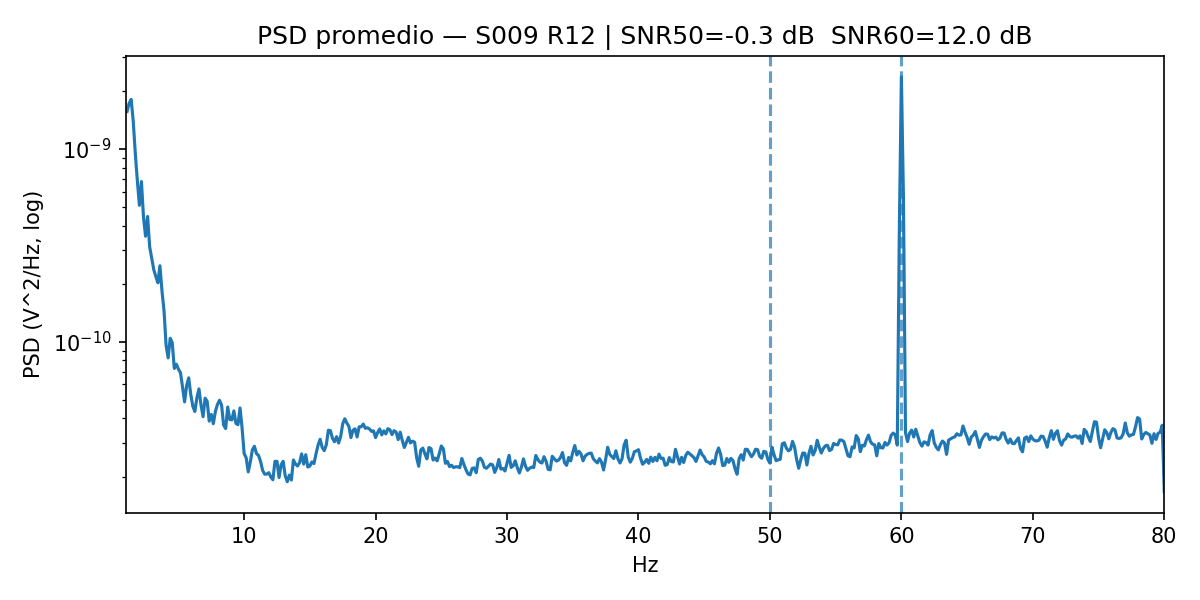 PSD promedio — S009 R12 | SNR50=-0.3 dB  SNR60=12.0 dB
PSD (V^2/Hz, log)
10⁻⁹
10⁻¹⁰
10 20 30 40 50 60 70 80
Hz